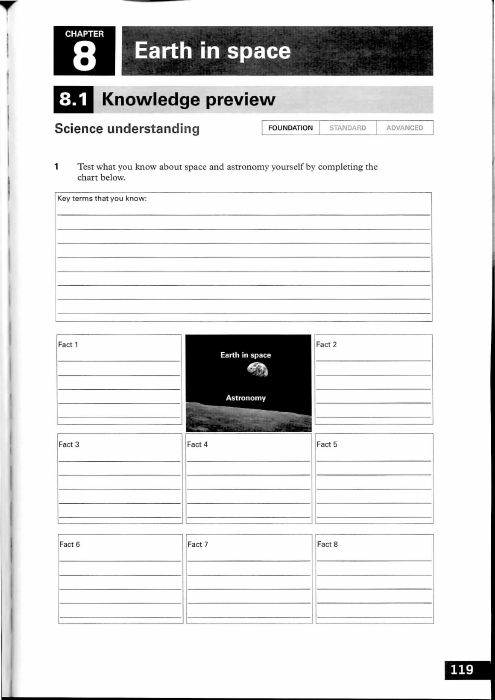 CHAPTER
8
Earth in space
8.1 Knowledge preview
Science understanding
FOUNDATION STANDARD ADVANCED
1 Test what you know about space and astronomy yourself by completing the
chart below.
Key terms that you know:
Fact 1
Earth in space
Astronomy
Fact 2
Fact 3
Fact 4
Fact 5
Fact 6
Fact 7
Fact 8
119